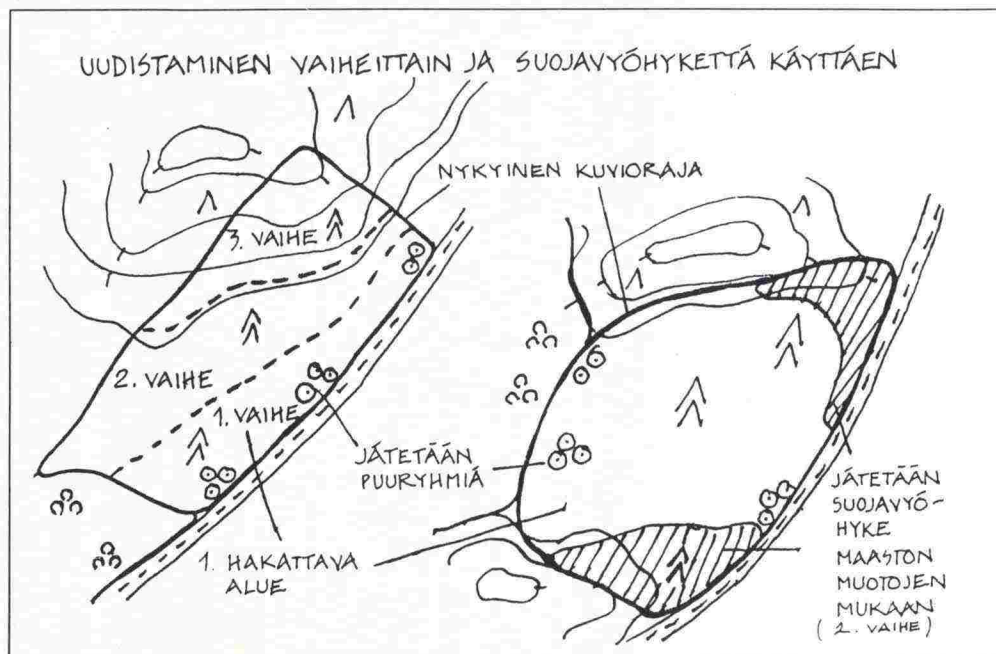 UUDISTAMINEN VAIHEITTAIN JA SUOJAVYÖHYKETTÄ KÄYTTÄEN
NYKYINEN KUVIORAJA
3. VAIHE
2. VAIHE
1. VAIHE
JÄTETÄÄN
PUURYHMIÄ
1. HAKATTAVA
ALUE
JÄTETÄÄN
SUOJAVYÖ-
HYKE
MAASTON
MUOTOJEN
MUKAAN
(2. VAIHE)